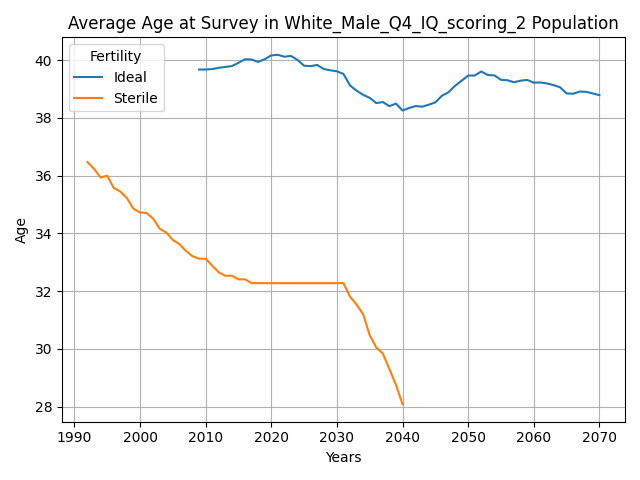 Average Age at Survey in White_Male_Q4_IQ_scoring_2 Population
Fertility
Ideal
Sterile
Age
40
38
36
34
32
30
28
1990 2000 2010 2020 2030 2040 2050 2060 2070
Years